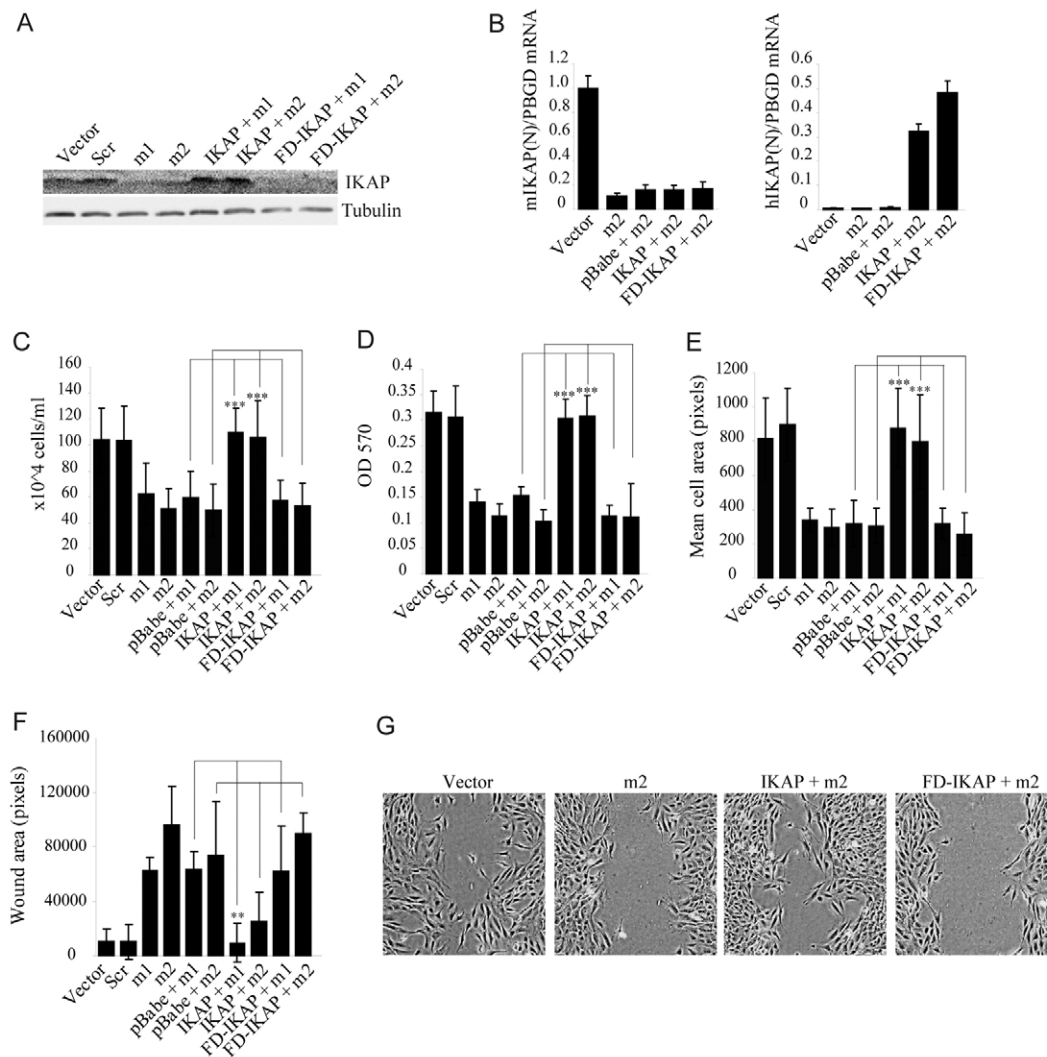 A
Vector
Scr
m1
m2
IKAP + m1
IKAP + m2
FD-IKAP + m1
FD-IKAP + m2
IKAP
Tubulin
B
mIKAP(N)/PBGD mRNA
1.2
1.0
0.8
0.6
0.4
0.2
0
Vector
m2
pBabe + m2
IKAP + m2
FD-IKAP + m2
hIKAP(N)/PBGD mRNA
0.6
0.5
0.4
0.3
0.2
0.1
0
Vector
m2
pBabe + m2
IKAP + m2
FD-IKAP + m2
C
x10^4 cells/ml
160
140
120
100
80
60
40
20
0
***
***
Vector
Scr
m1
m2
pBabe + m1
pBabe + m2
IKAP + m1
IKAP + m2
FD-IKAP + m1
FD-IKAP + m2
D
OD 570
0.4
0.35
0.3
0.25
0.2
0.15
0.1
0.05
0
***
***
Vector
Scr
m1
m2
pBabe + m1
pBabe + m2
IKAP + m1
IKAP + m2
FD-IKAP + m1
FD-IKAP + m2
E
Mean cell area (pixels)
1200
1000
800
600
400
200
0
***
***
Vector
Scr
m1
m2
pBabe + m1
pBabe + m2
IKAP + m1
IKAP + m2
FD-IKAP + m1
FD-IKAP + m2
F
Wound area (pixels)
160000
120000
80000
40000
0
**
Vector
Scr
m1
m2
pBabe + m1
pBabe + m2
IKAP + m1
IKAP + m2
FD-IKAP + m1
FD-IKAP + m2
G
Vector
m2
IKAP + m2
FD-IKAP + m2